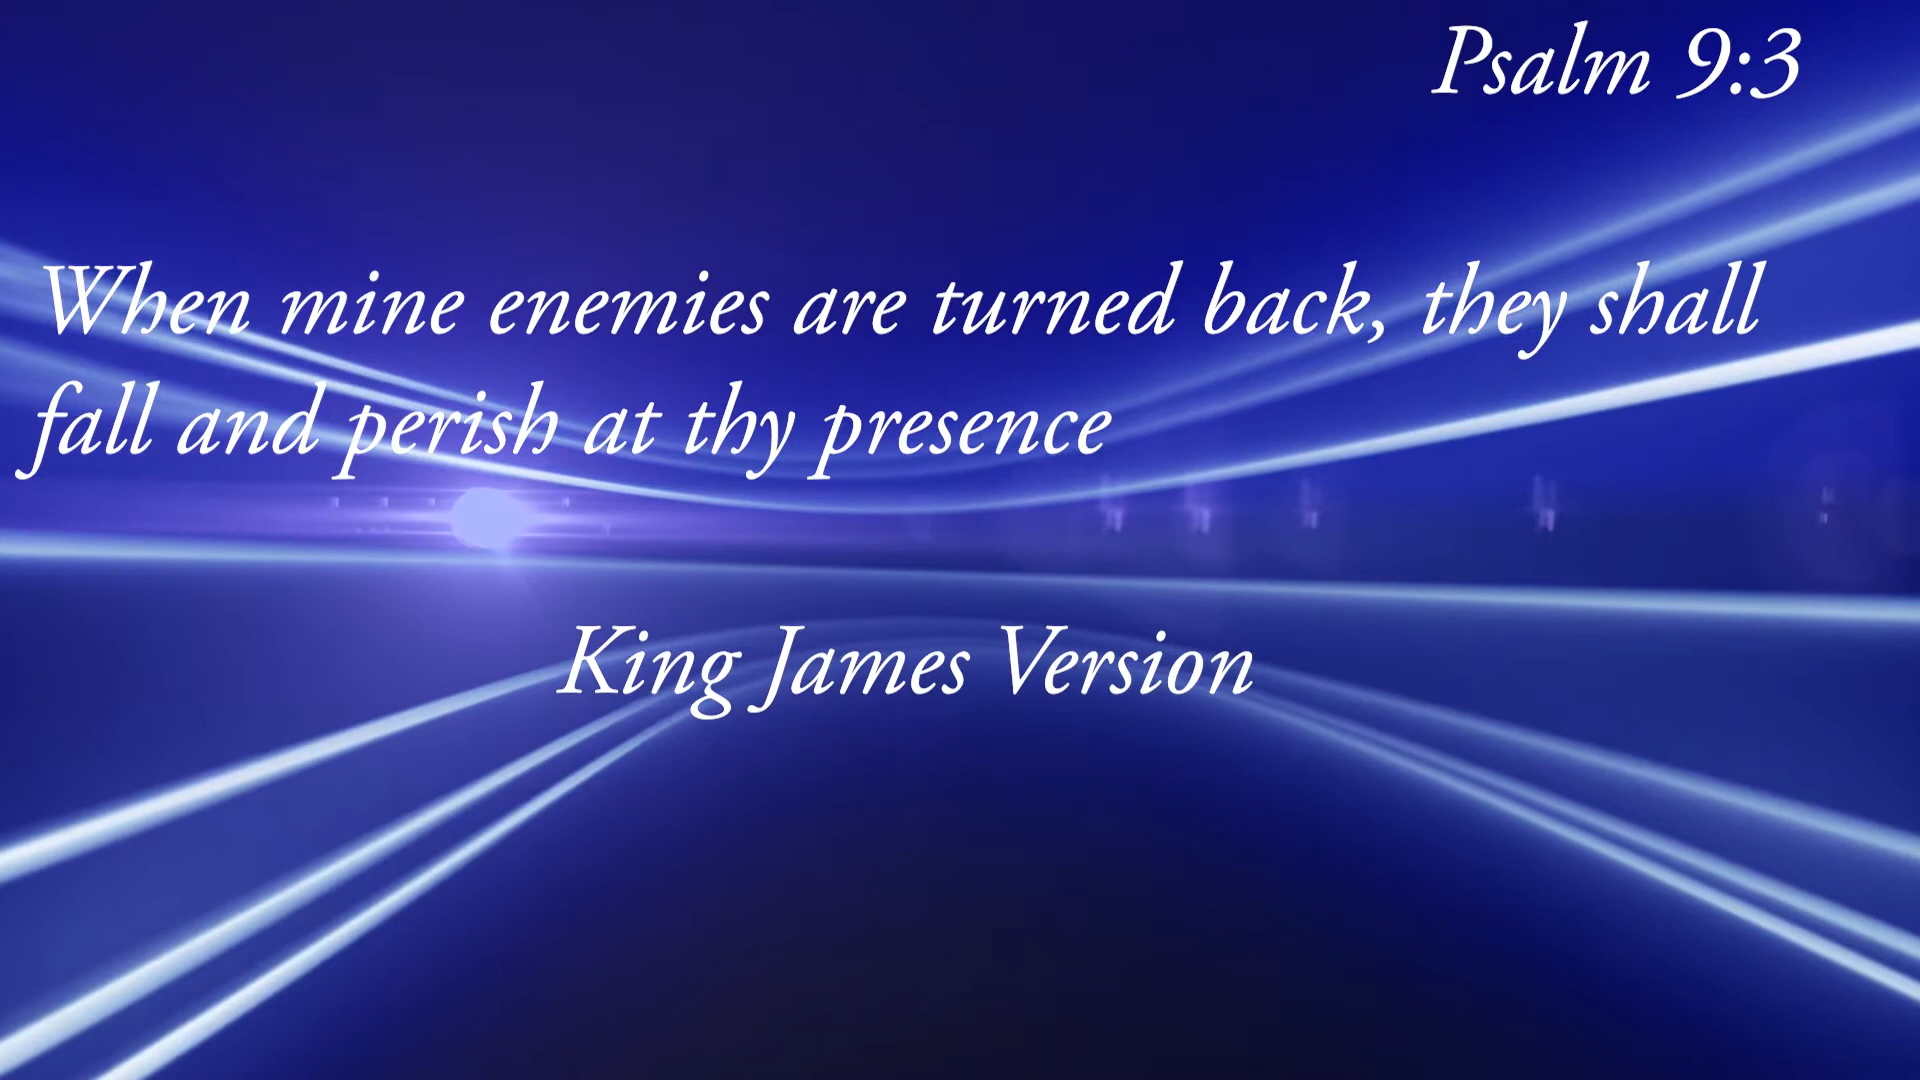 Psalm 9:3
When mine enemies are turned back, they shall
fall and perish at thy presence
King James Version